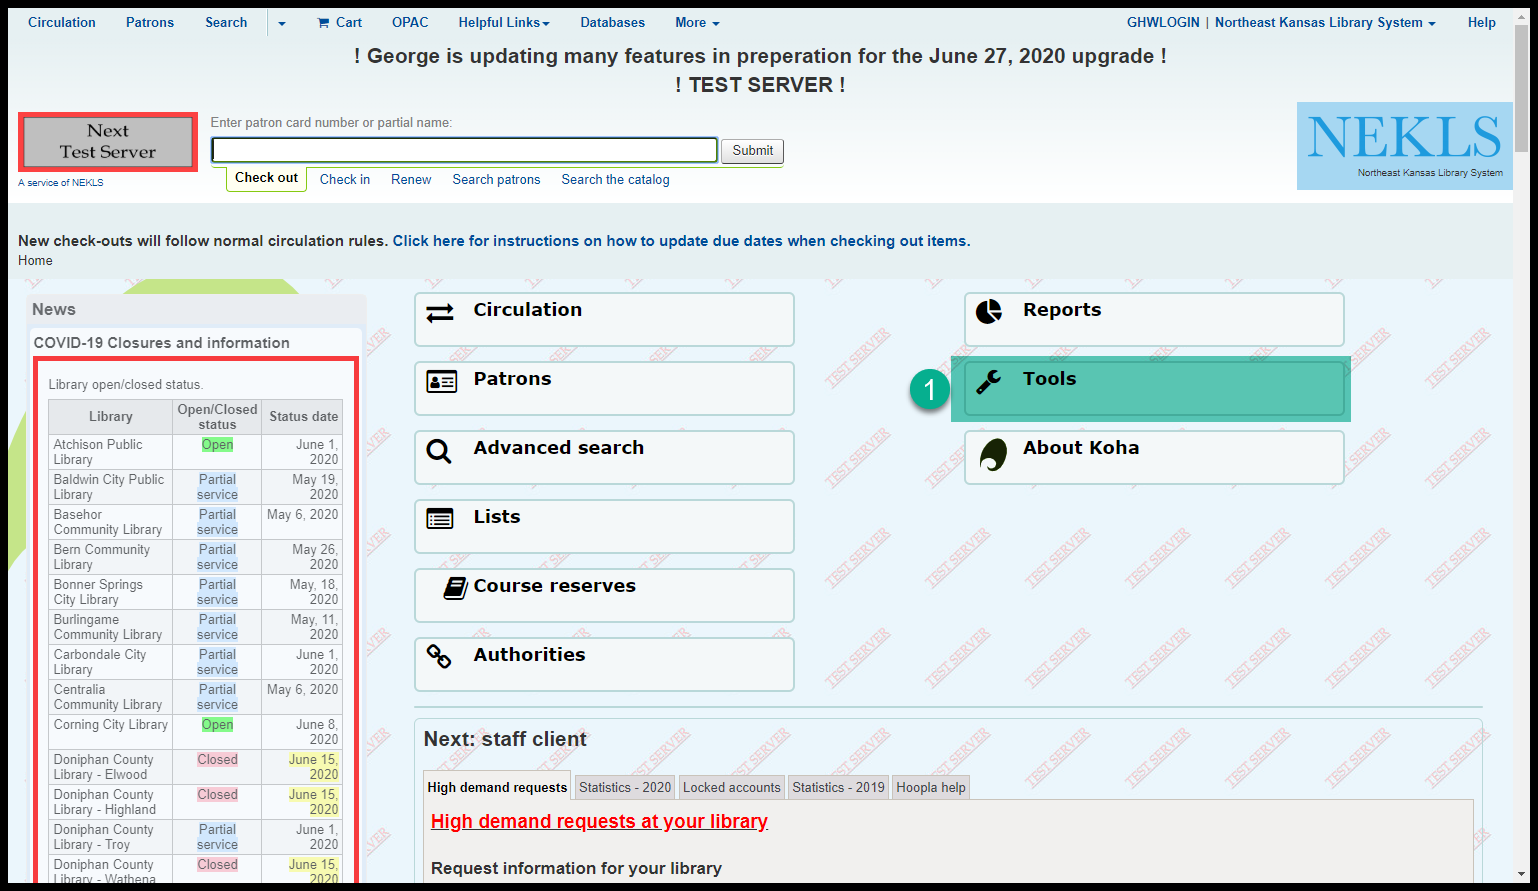 Circulation Patrons Search Cart OPAC Helpful Links Databases More GHWLOGIN | Northeast Kansas Library System Help
! George is updating many features in preperation for the June 27, 2020 upgrade !
! TEST SERVER !
Next
Test Server
A service of NEKLS
Enter patron card number or partial name:
Submit
Check out Check in Renew Search patrons Search the catalog
NEKLS
Northeast Kansas Library System
New check-outs will follow normal circulation rules. Click here for instructions on how to update due dates when checking out items.
Home
News
COVID-19 Closures and information
Library open/closed status.
Library Open/Closed status Status date
Atchison Public Library Open June 1, 2020
Baldwin City Public Library Partial service May 19, 2020
Basehor Community Library Partial service May 6, 2020
Bern Community Library Partial service May 26, 2020
Bonner Springs City Library Partial service May, 18, 2020
Burlingame Community Library Partial service May, 11, 2020
Carbondale City Library Partial service June 1, 2020
Centralia Community Library Partial service May 6, 2020
Corning City Library Open June 8, 2020
Doniphan County Library - Elwood Closed June 15, 2020
Doniphan County Library - Highland Closed June 15, 2020
Doniphan County Library - Troy Partial service June 1, 2020
Doniphan County Library - Wathena Closed June 15, 2020
Circulation
Patrons
Advanced search
Lists
Course reserves
Authorities
Reports
1
Tools
About Koha
TEST SERVER
Next: staff client
High demand requests Statistics - 2020 Locked accounts Statistics - 2019 Hoopla help
High demand requests at your library
Request information for your library